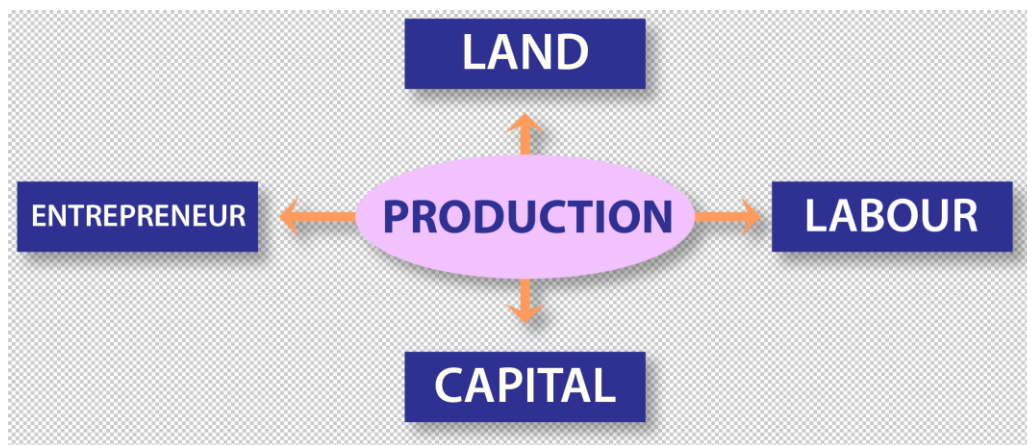 LAND
ENTREPRENEUR
PRODUCTION
LABOUR
CAPITAL